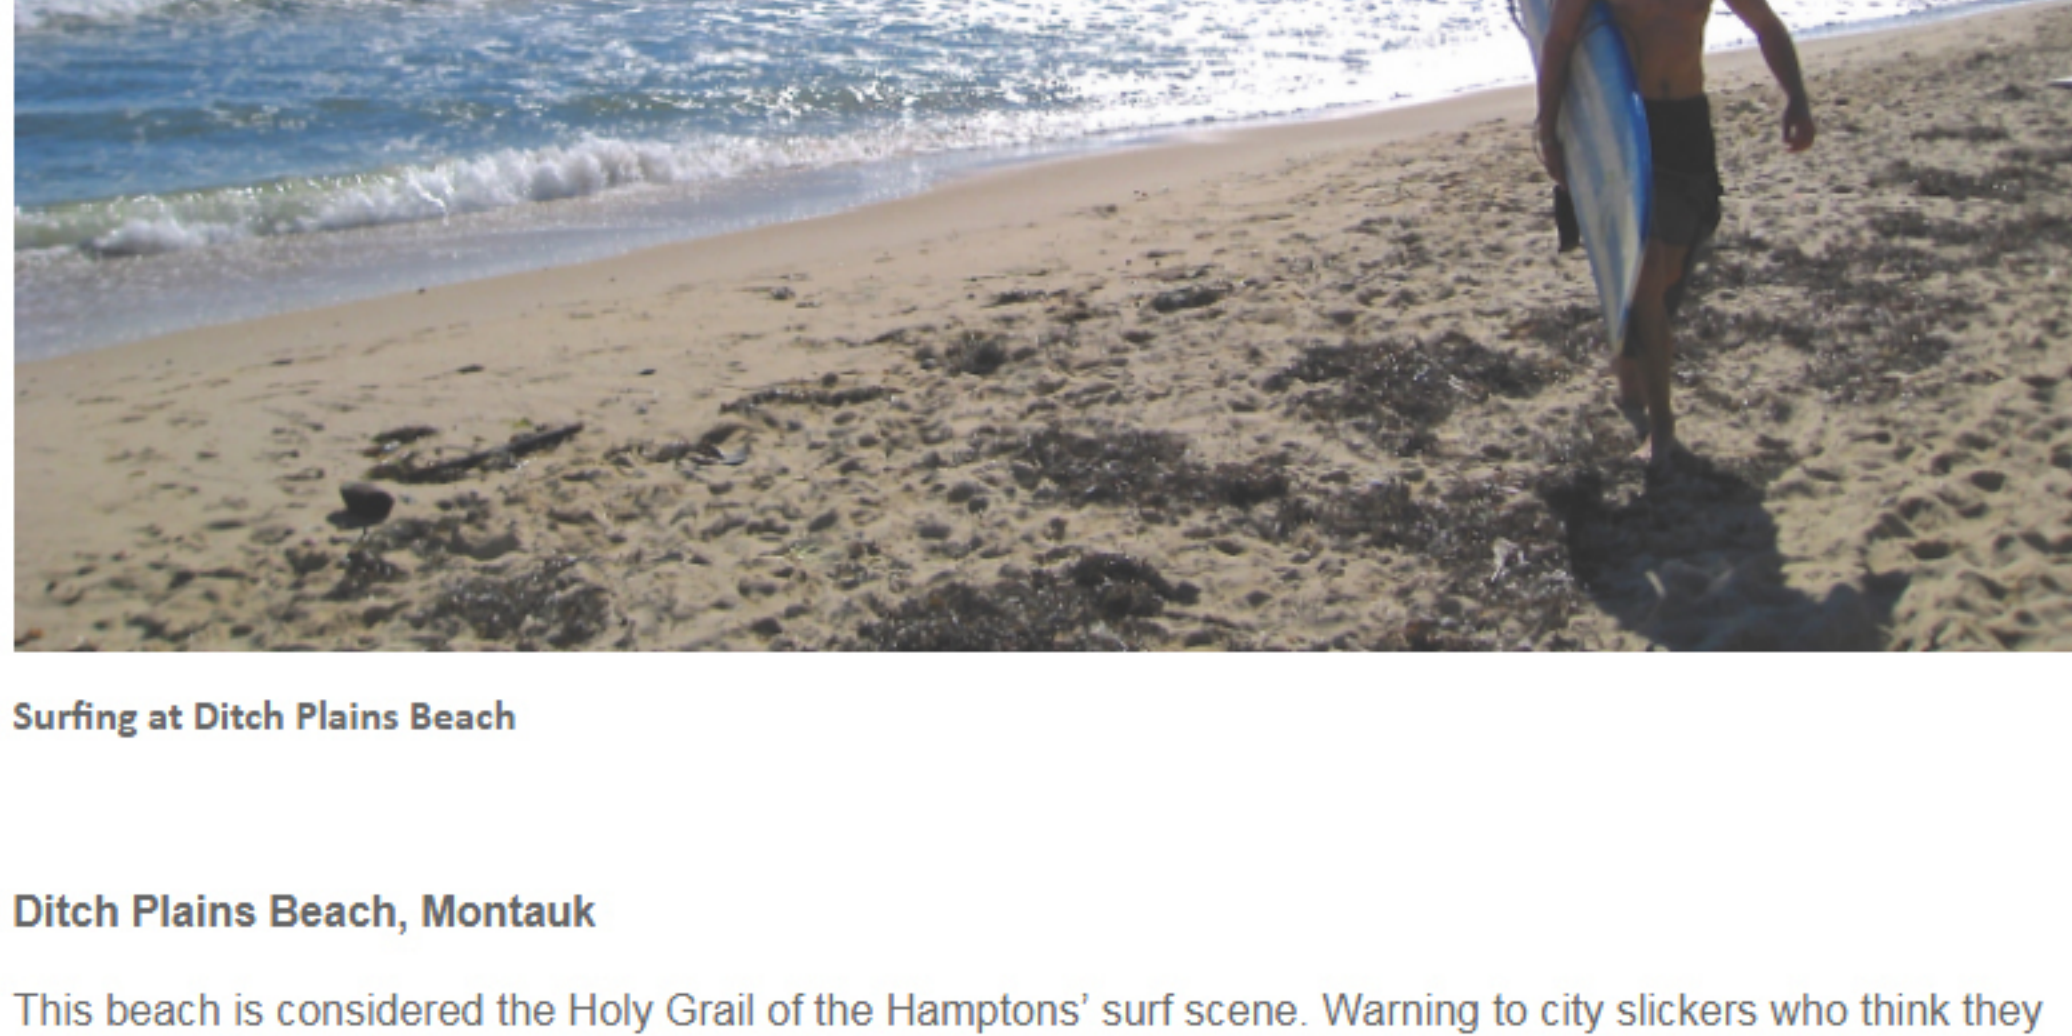 Surfing at Ditch Plains Beach
Ditch Plains Beach, Montauk
This beach is considered the Holy Grail of the Hamptons’ surf scene. Warning to city slickers who think they